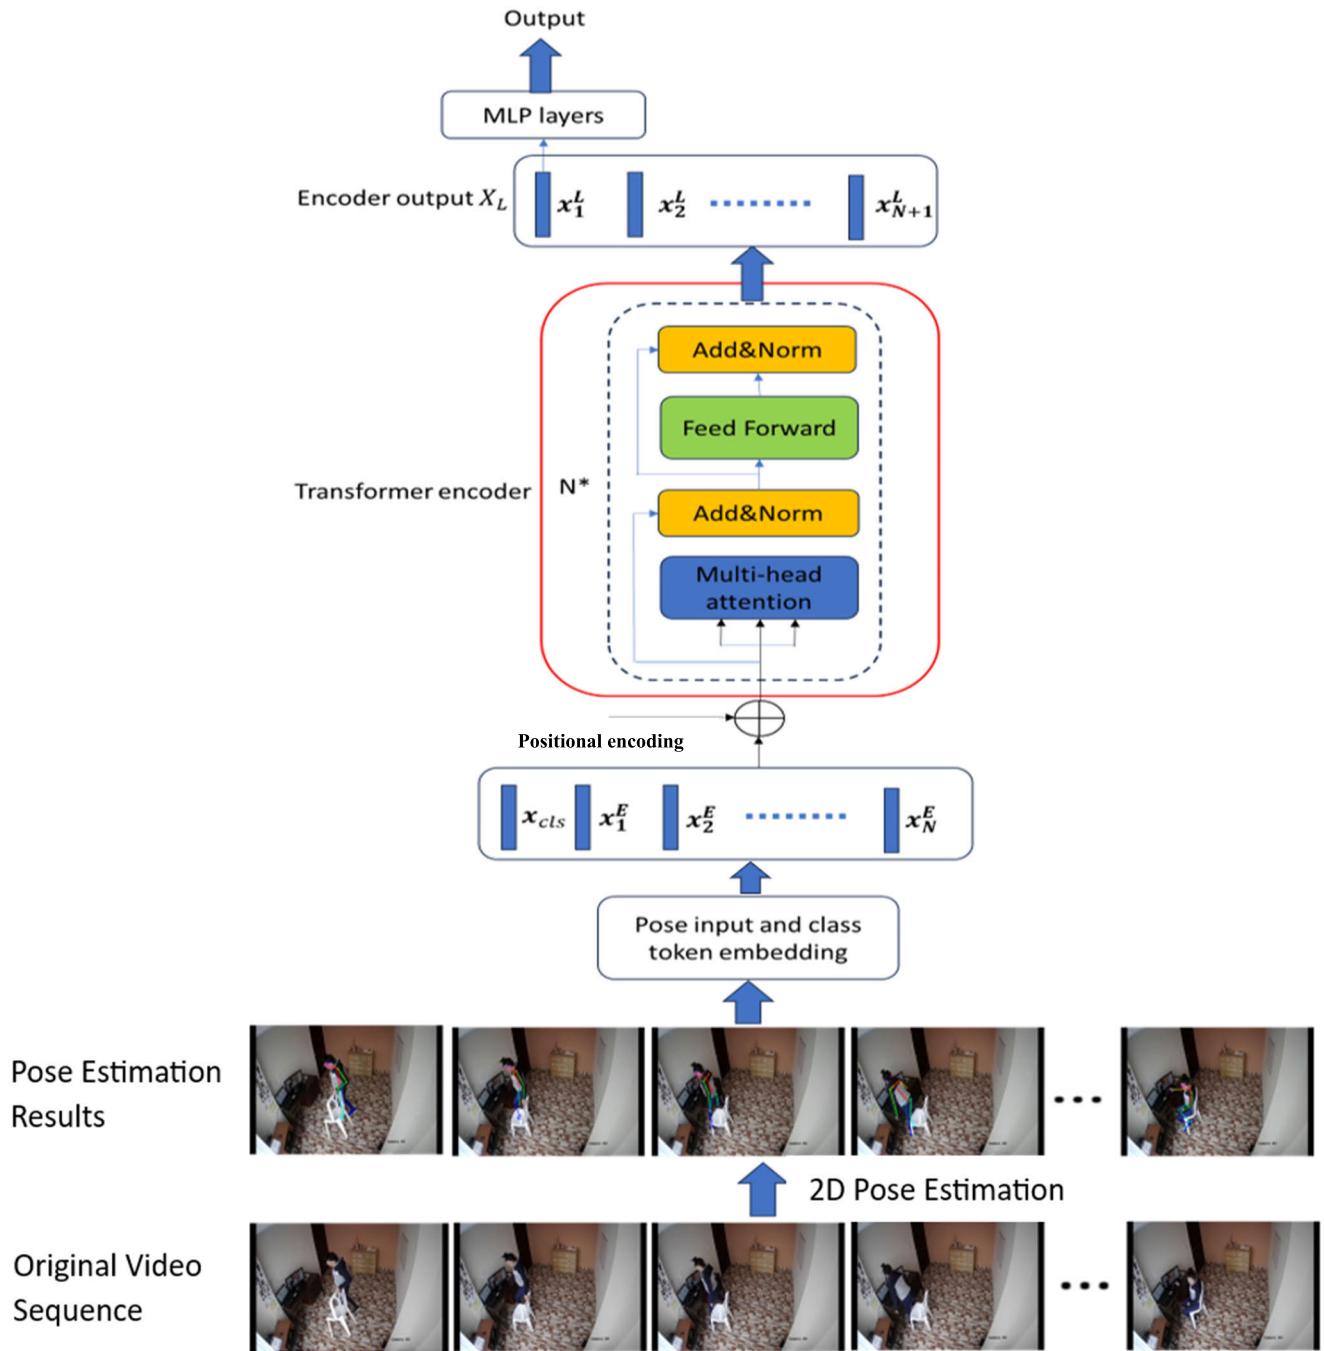 Output
MLP layers
Encoder output X_L
x_1^L x_2^L x_{N+1}^L
Add&Norm
Feed Forward
Transformer encoder N*
Add&Norm
Multi-head
attention
Positional encoding
x_cls x_1^E x_2^E x_N^E
Pose input and class
token embedding
Pose Estimation
Results
2D Pose Estimation
Original Video
Sequence